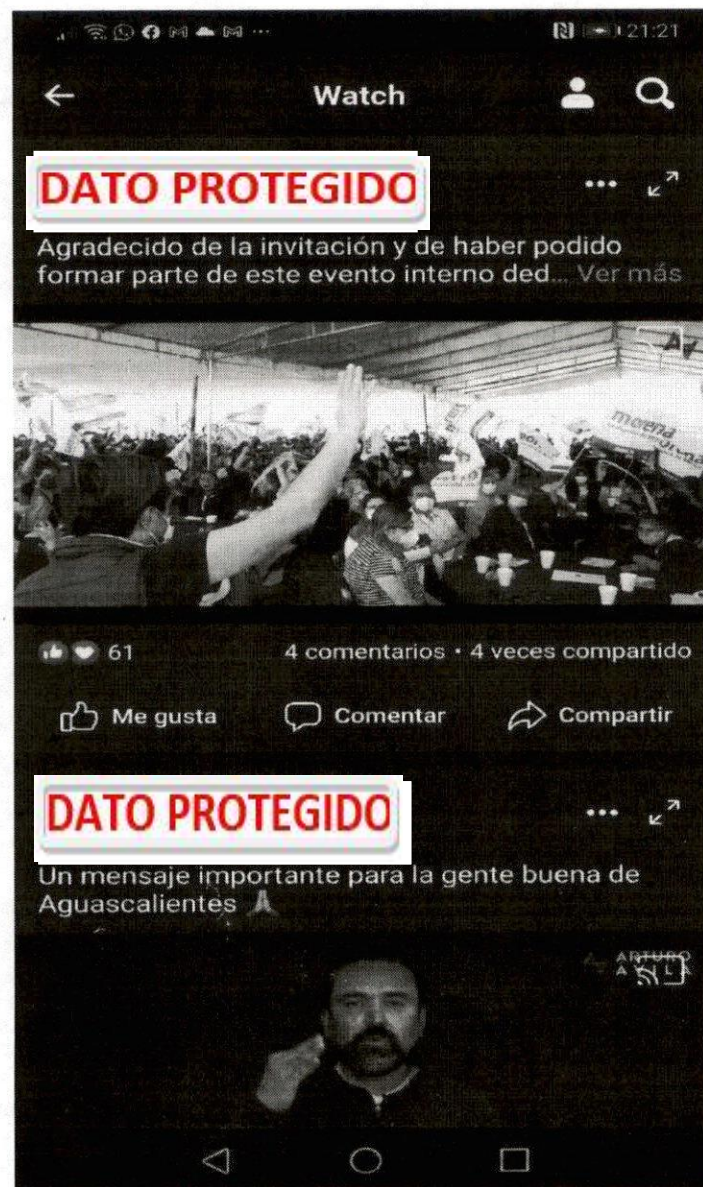 21:21
Watch
DATO PROTEGIDO
Agradecido de la invitación y de haber podido
formar parte de este evento interno ded... Ver más
morena
61
4 comentarios • 4 veces compartido
Me gusta
Comentar
Compartir
DATO PROTEGIDO
Un mensaje importante para la gente buena de
Aguascalientes 🙏
ARTURO